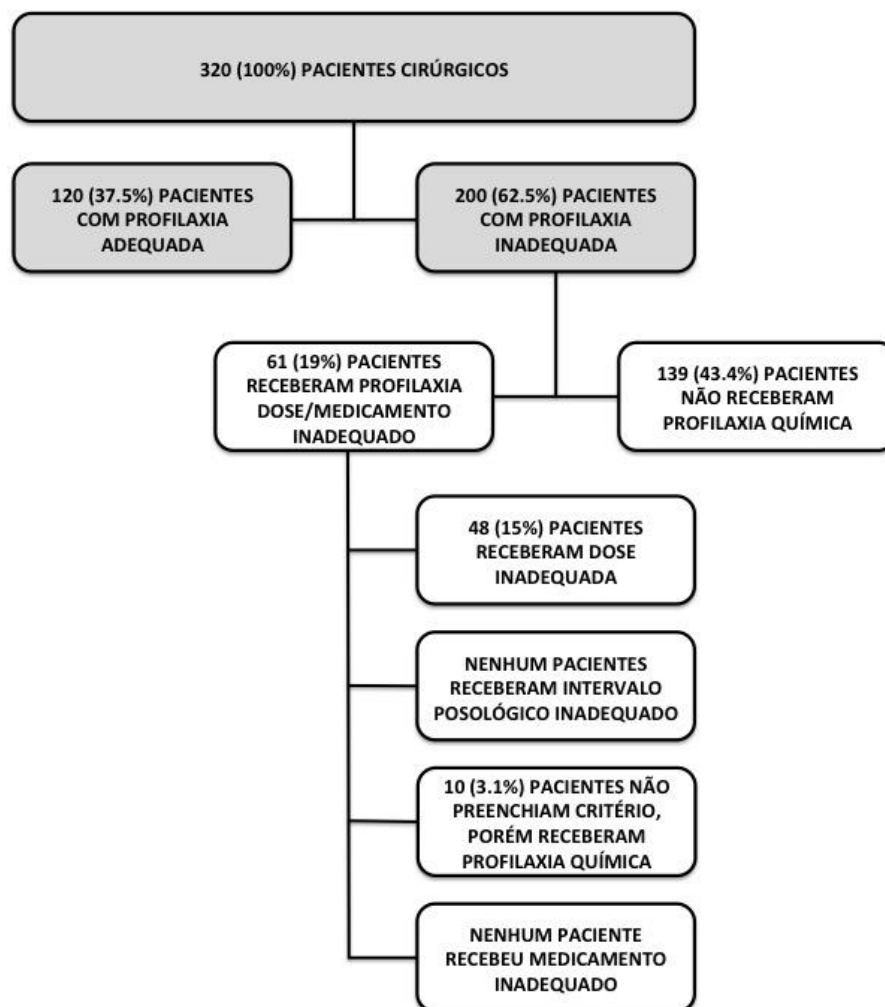 320 (100%) PACIENTES CIRÚRGICOS
120 (37.5%) PACIENTES
COM PROFILAXIA
ADEQUADA
200 (62.5%) PACIENTES
COM PROFILAXIA
INADEQUADA
61 (19%) PACIENTES
RECEBERAM PROFILAXIA
DOSE/MEDICAMENTO
INADEQUADO
139 (43.4%) PACIENTES
NÃO RECEBERAM
PROFILAXIA QUÍMICA
48 (15%) PACIENTES
RECEBERAM DOSE
INADEQUADA
NENHUM PACIENTES
RECEBERAM INTERVALO
POSOLÓGICO INADEQUADO
10 (3.1%) PACIENTES NÃO
PREENCHIAM CRITÉRIO,
PORÉM RECEBERAM
PROFILAXIA QUÍMICA
NENHUM PACIENTE
RECEBEU MEDICAMENTO
INADEQUADO